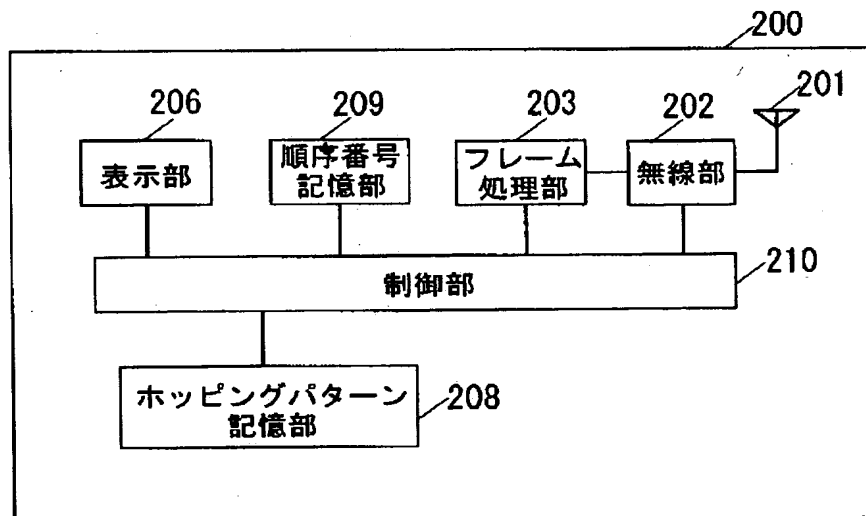 200
206
209
203
202
201
表示部
順序番号
記憶部
フレーム
処理部
無線部
制御部
210
ホッピングパターン
記憶部
208